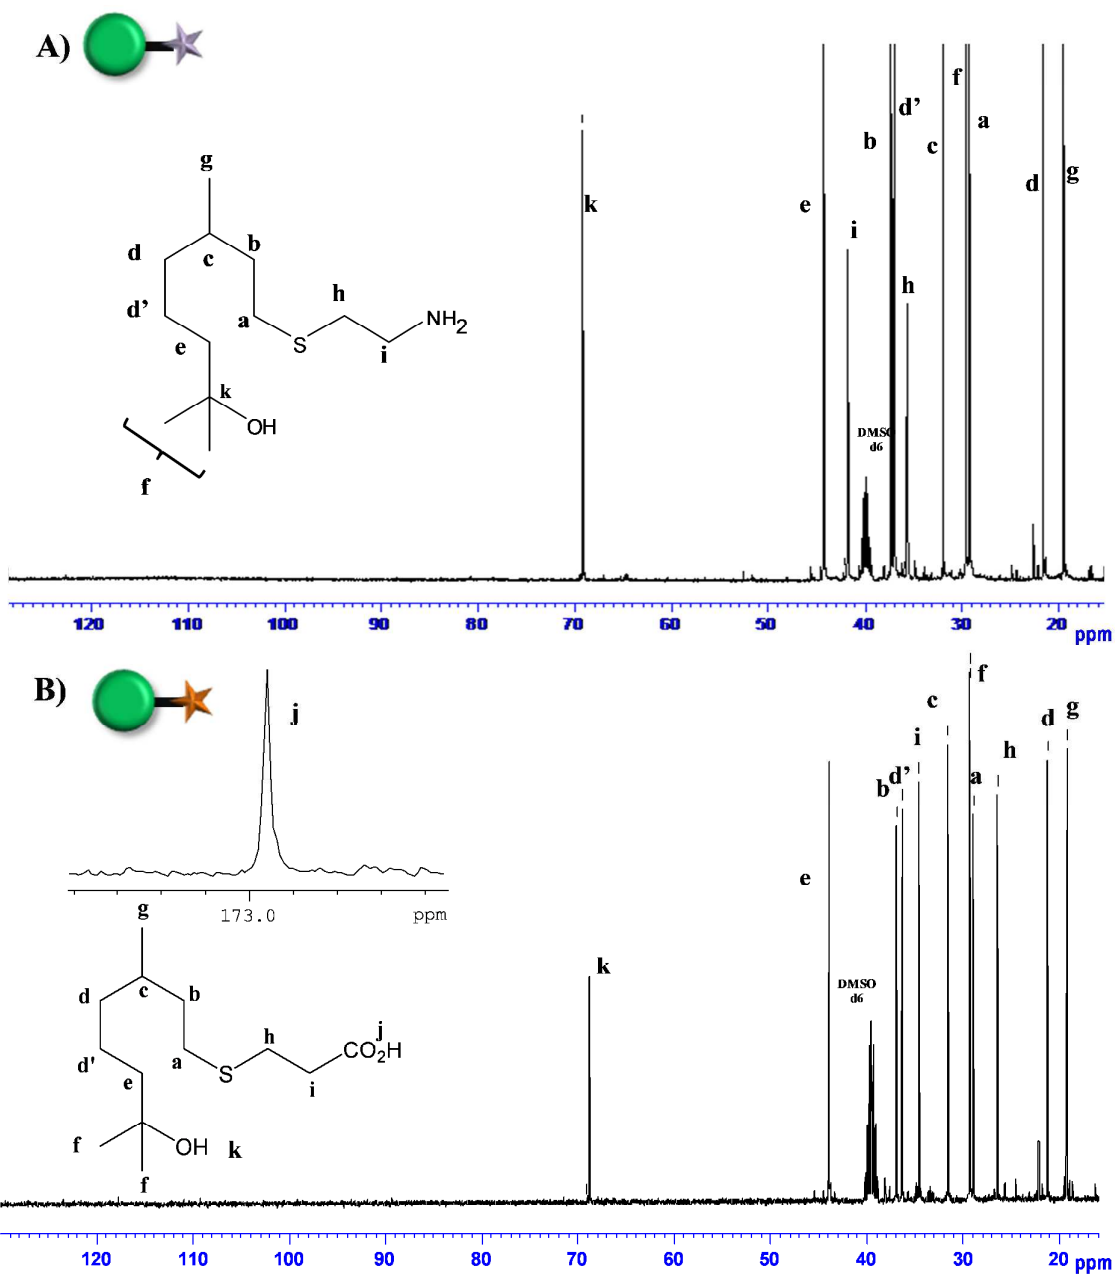 A)
g
d
c
b
d’
e
a
S
h
i
NH2
k
OH
f
k
e
i
DMSO
d6
b
h
d’
c
f
a
d
g
120 110 100 90 80 70 60 50 40 30 20
ppm
B)
j
173.0 ppm
g
d
c
b
d'
e
a
S
h
i
j
CO2H
f
OH
k
f
k
e
DMSO
d6
b
d’
i
c
f
a
h
d
g
120 110 100 90 80 70 60 50 40 30 20 ppm